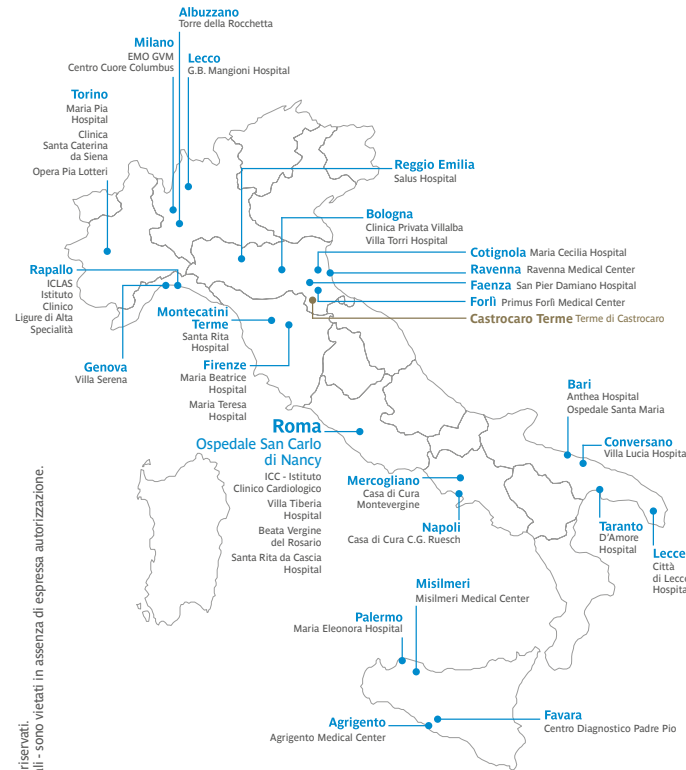 Albuzzano
Torre della Rocchetta
Milano
EMO GVM
Centro Cuore Columbus
Lecco
G.B. Mangioni Hospital
Torino
Maria Pia
Hospital
Clinica
Santa Caterina
da Siena
Opera Pia Lotteri
Reggio Emilia
Salus Hospital
Bologna
Clinica Privata Villalba
Villa Torri Hospital
Cotignola Maria Cecilia Hospital
Ravenna Ravenna Medical Center
Faenza San Pier Damiano Hospital
Forlì Primus Forlì Medical Center
Castrocaro Terme Terme di Castrocaro
Rapallo
ICLAS
Istituto
Clinico
Ligure di Alta
Specialità
Genova
Villa Serena
Montecatini
Terme
Santa Rita
Hospital
Firenze
Maria Beatrice
Hospital
Maria Teresa
Hospital
Roma
Ospedale San Carlo
di Nancy
ICC - Istituto
Clinico Cardiologico
Villa Tiberia
Hospital
Beata Vergine
del Rosario
Santa Rita da Cascia
Hospital
Bari
Anthea Hospital
Ospedale Santa Maria
Conversano
Villa Lucia Hospita
Mercogliano
Casa di Cura
Montevergine
Napoli
Casa di Cura C.G. Ruesch
Taranto
D'Amore
Hospital
Lecce
Città
di Lecce
Hospita
Misilmeri
Misilmeri Medical Center
Palermo
Maria Eleonora Hospital
Agrigento
Agrigento Medical Center
Favara
Centro Diagnostico Padre Pio
riservati.
ali - sono vietati in assenza di espressa autorizzazione.